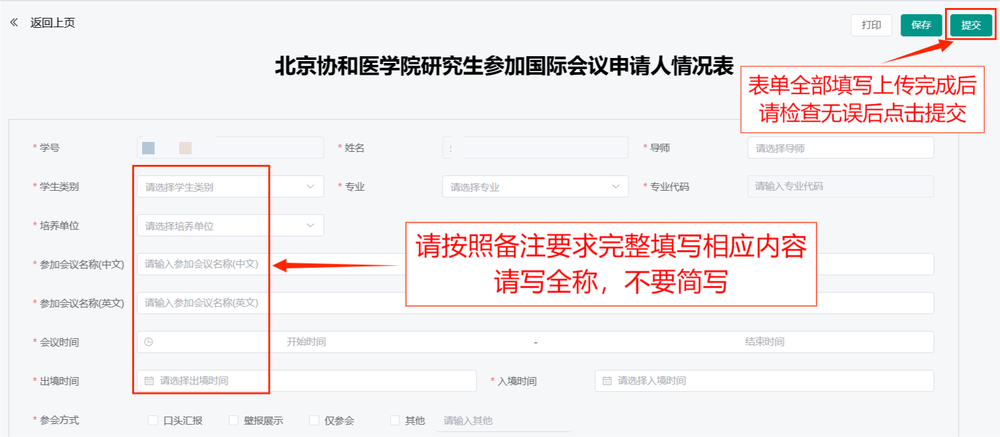 返回上页
打印
保存
提交
北京协和医学院研究生参加国际会议申请人情况表
表单全部填写上传完成后
请检查无误后点击提交
* 学号
* 姓名
* 导师 请选择导师
* 学生类别 请选择学生类别
* 专业 请选择专业
* 专业代码 请输入专业代码
* 培养单位 请选择培养单位
请按照备注要求完整填写相应内容
请写全称，不要简写
* 参加会议名称(中文) 请输入参加会议名称(中文)
* 参加会议名称(英文) 请输入参加会议名称(英文)
* 会议时间 开始时间 - 结束时间
* 出境时间 请选择出境时间
* 入境时间 请选择入境时间
* 参会方式 口头汇报 壁报展示 仅参会 其他 请输入其他